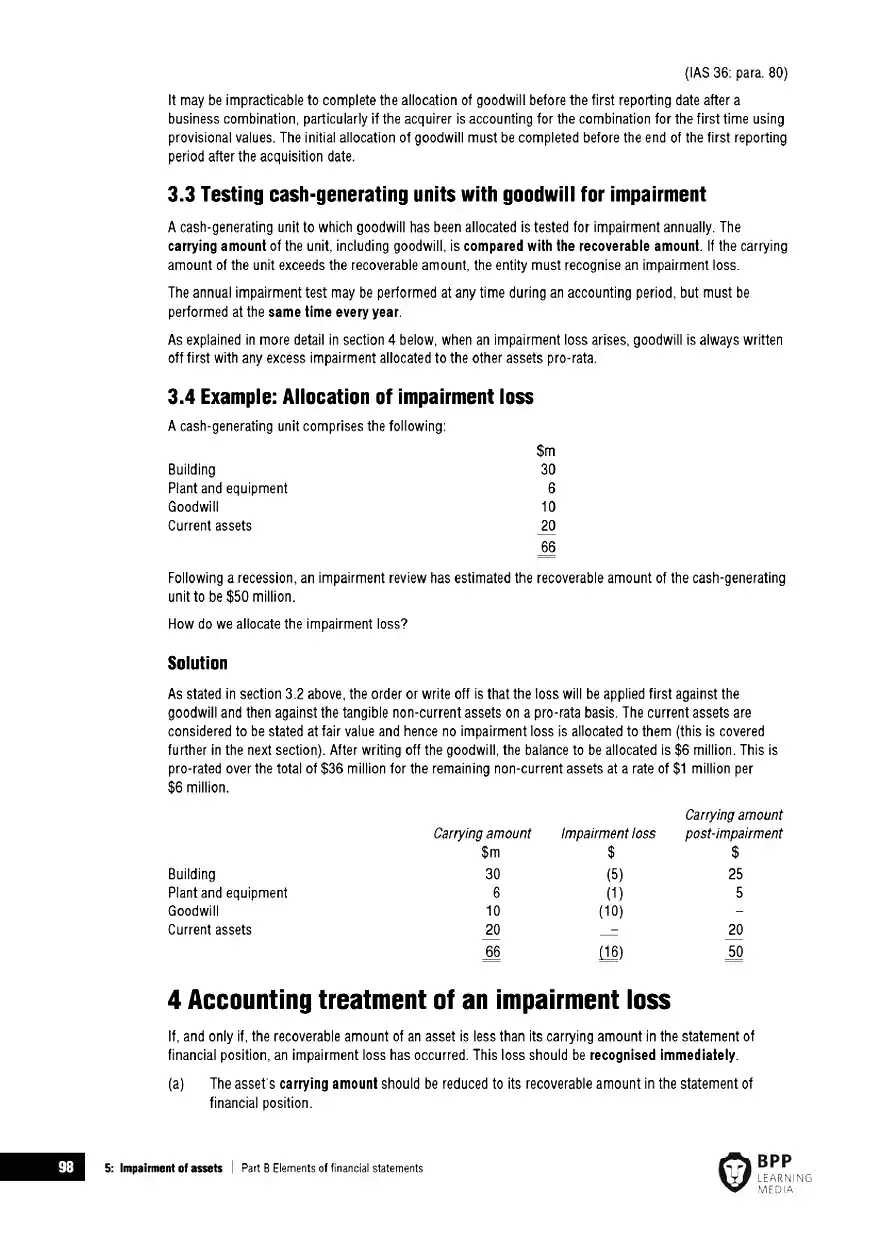 (IAS 36: para. 80)
It may be impracticable to complete the allocation of goodwill before the first reporting date after a
business combination, particularly if the acquirer is accounting for the combination for the first time using
provisional values. The initial allocation of goodwill must be completed before the end of the first reporting
period after the acquisition date.
3.3 Testing cash-generating units with goodwill for impairment
A cash-generating unit to which goodwill has been allocated is tested for impairment annually. The
carrying amount of the unit, including goodwill, is compared with the recoverable amount. If the carrying
amount of the unit exceeds the recoverable amount, the entity must recognise an impairment loss.
The annual impairment test may be performed at any time during an accounting period, but must be
performed at the same time every year.
As explained in more detail in section 4 below, when an impairment loss arises, goodwill is always written
off first with any excess impairment allocated to the other assets pro-rata.
3.4 Example: Allocation of impairment loss
A cash-generating unit comprises the following:
$m
Building 30
Plant and equipment 6
Goodwill 10
Current assets 20
66
Following a recession, an impairment review has estimated the recoverable amount of the cash-generating
unit to be $50 million.
How do we allocate the impairment loss?
Solution
As stated in section 3.2 above, the order or write off is that the loss will be applied first against the
goodwill and then against the tangible non-current assets on a pro-rata basis. The current assets are
considered to be stated at fair value and hence no impairment loss is allocated to them (this is covered
further in the next section). After writing off the goodwill, the balance to be allocated is $6 million. This is
pro-rated over the total of $36 million for the remaining non-current assets at a rate of $1 million per
$6 million.
Carrying amount
Carrying amount Impairment loss post-impairment
$m $ $
Building 30 (5) 25
Plant and equipment 6 (1) 5
Goodwill 10 (10) –
Current assets 20 – 20
66 (16) 50
4 Accounting treatment of an impairment loss
If, and only if, the recoverable amount of an asset is less than its carrying amount in the statement of
financial position, an impairment loss has occurred. This loss should be recognised immediately.
(a) The asset's carrying amount should be reduced to its recoverable amount in the statement of
financial position.
98 5: Impairment of assets | Part B Elements of financial statements
BPP
LEARNING
MEDIA